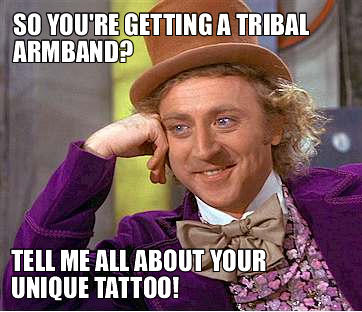 SO YOU'RE GETTING A TRIBAL
ARMBAND?
TELL ME ALL ABOUT YOUR
UNIQUE TATTOO!